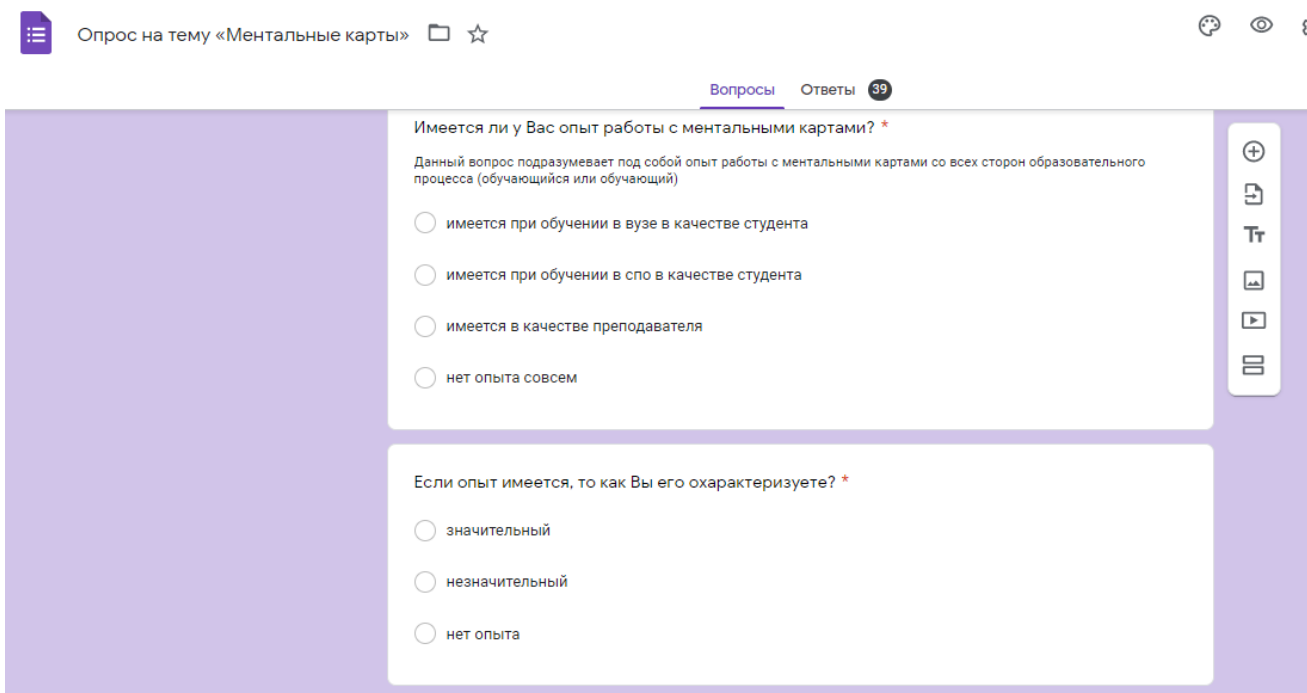 Опрос на тему «Ментальные карты»
Вопросы Ответы 39
Имеется ли у Вас опыт работы с ментальными картами? *
Данный вопрос подразумевает под собой опыт работы с ментальными картами со всех сторон образовательного
процесса (обучающийся или обучающий)
имеется при обучении в вузе в качестве студента
имеется при обучении в спо в качестве студента
имеется в качестве преподавателя
нет опыта совсем
Если опыт имеется, то как Вы его охарактеризуете? *
значительный
незначительный
нет опыта
Тт